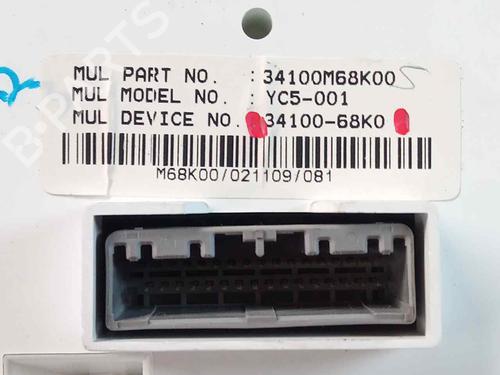 MUL PART NO. : 34100M68K00 S
MUL MODEL NO. : YC5-001
MUL DEVICE NO. 34100-68K0
M68K00/021109/081
B-PARTS